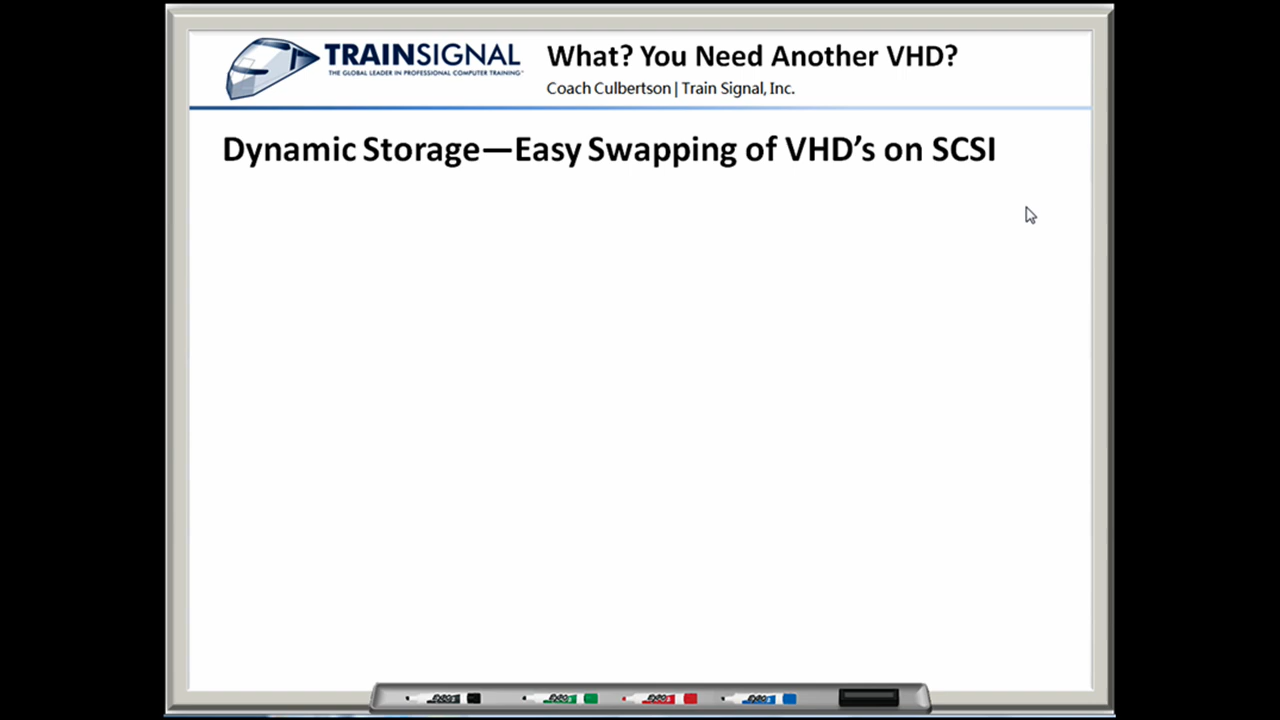 TRAINSIGNAL
THE GLOBAL LEADER IN PROFESSIONAL COMPUTER TRAINING
What? You Need Another VHD?
Coach Culbertson | Train Signal, Inc.
Dynamic Storage—Easy Swapping of VHD’s on SCSI